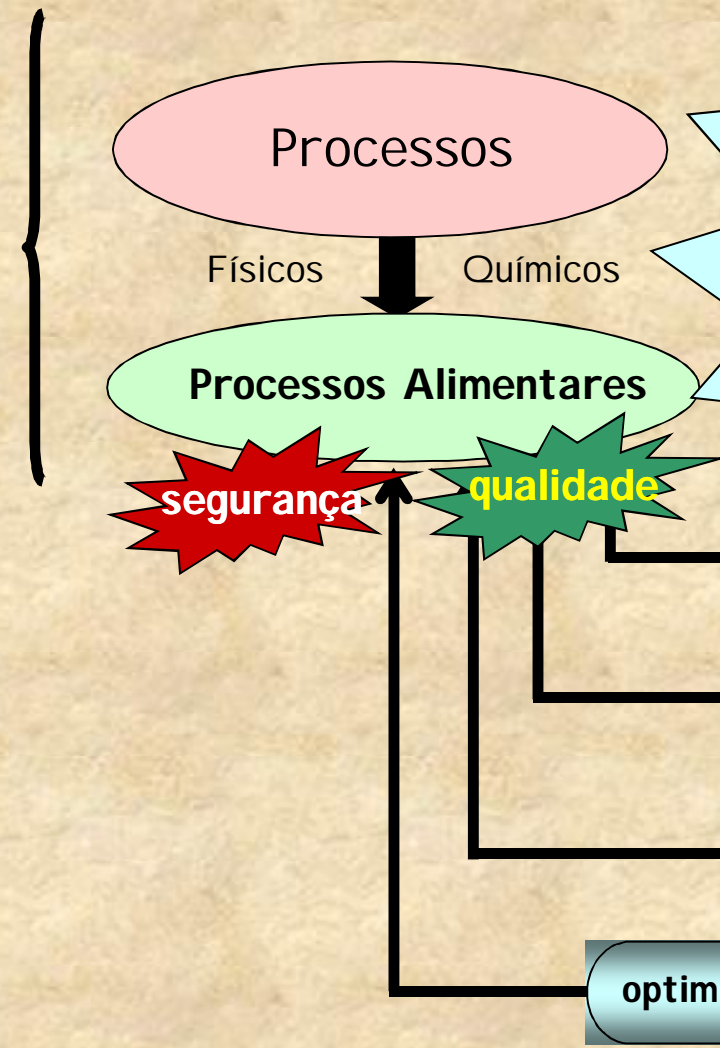 Processos
Físicos Químicos
Processos Alimentares
segurança qualidade
optim